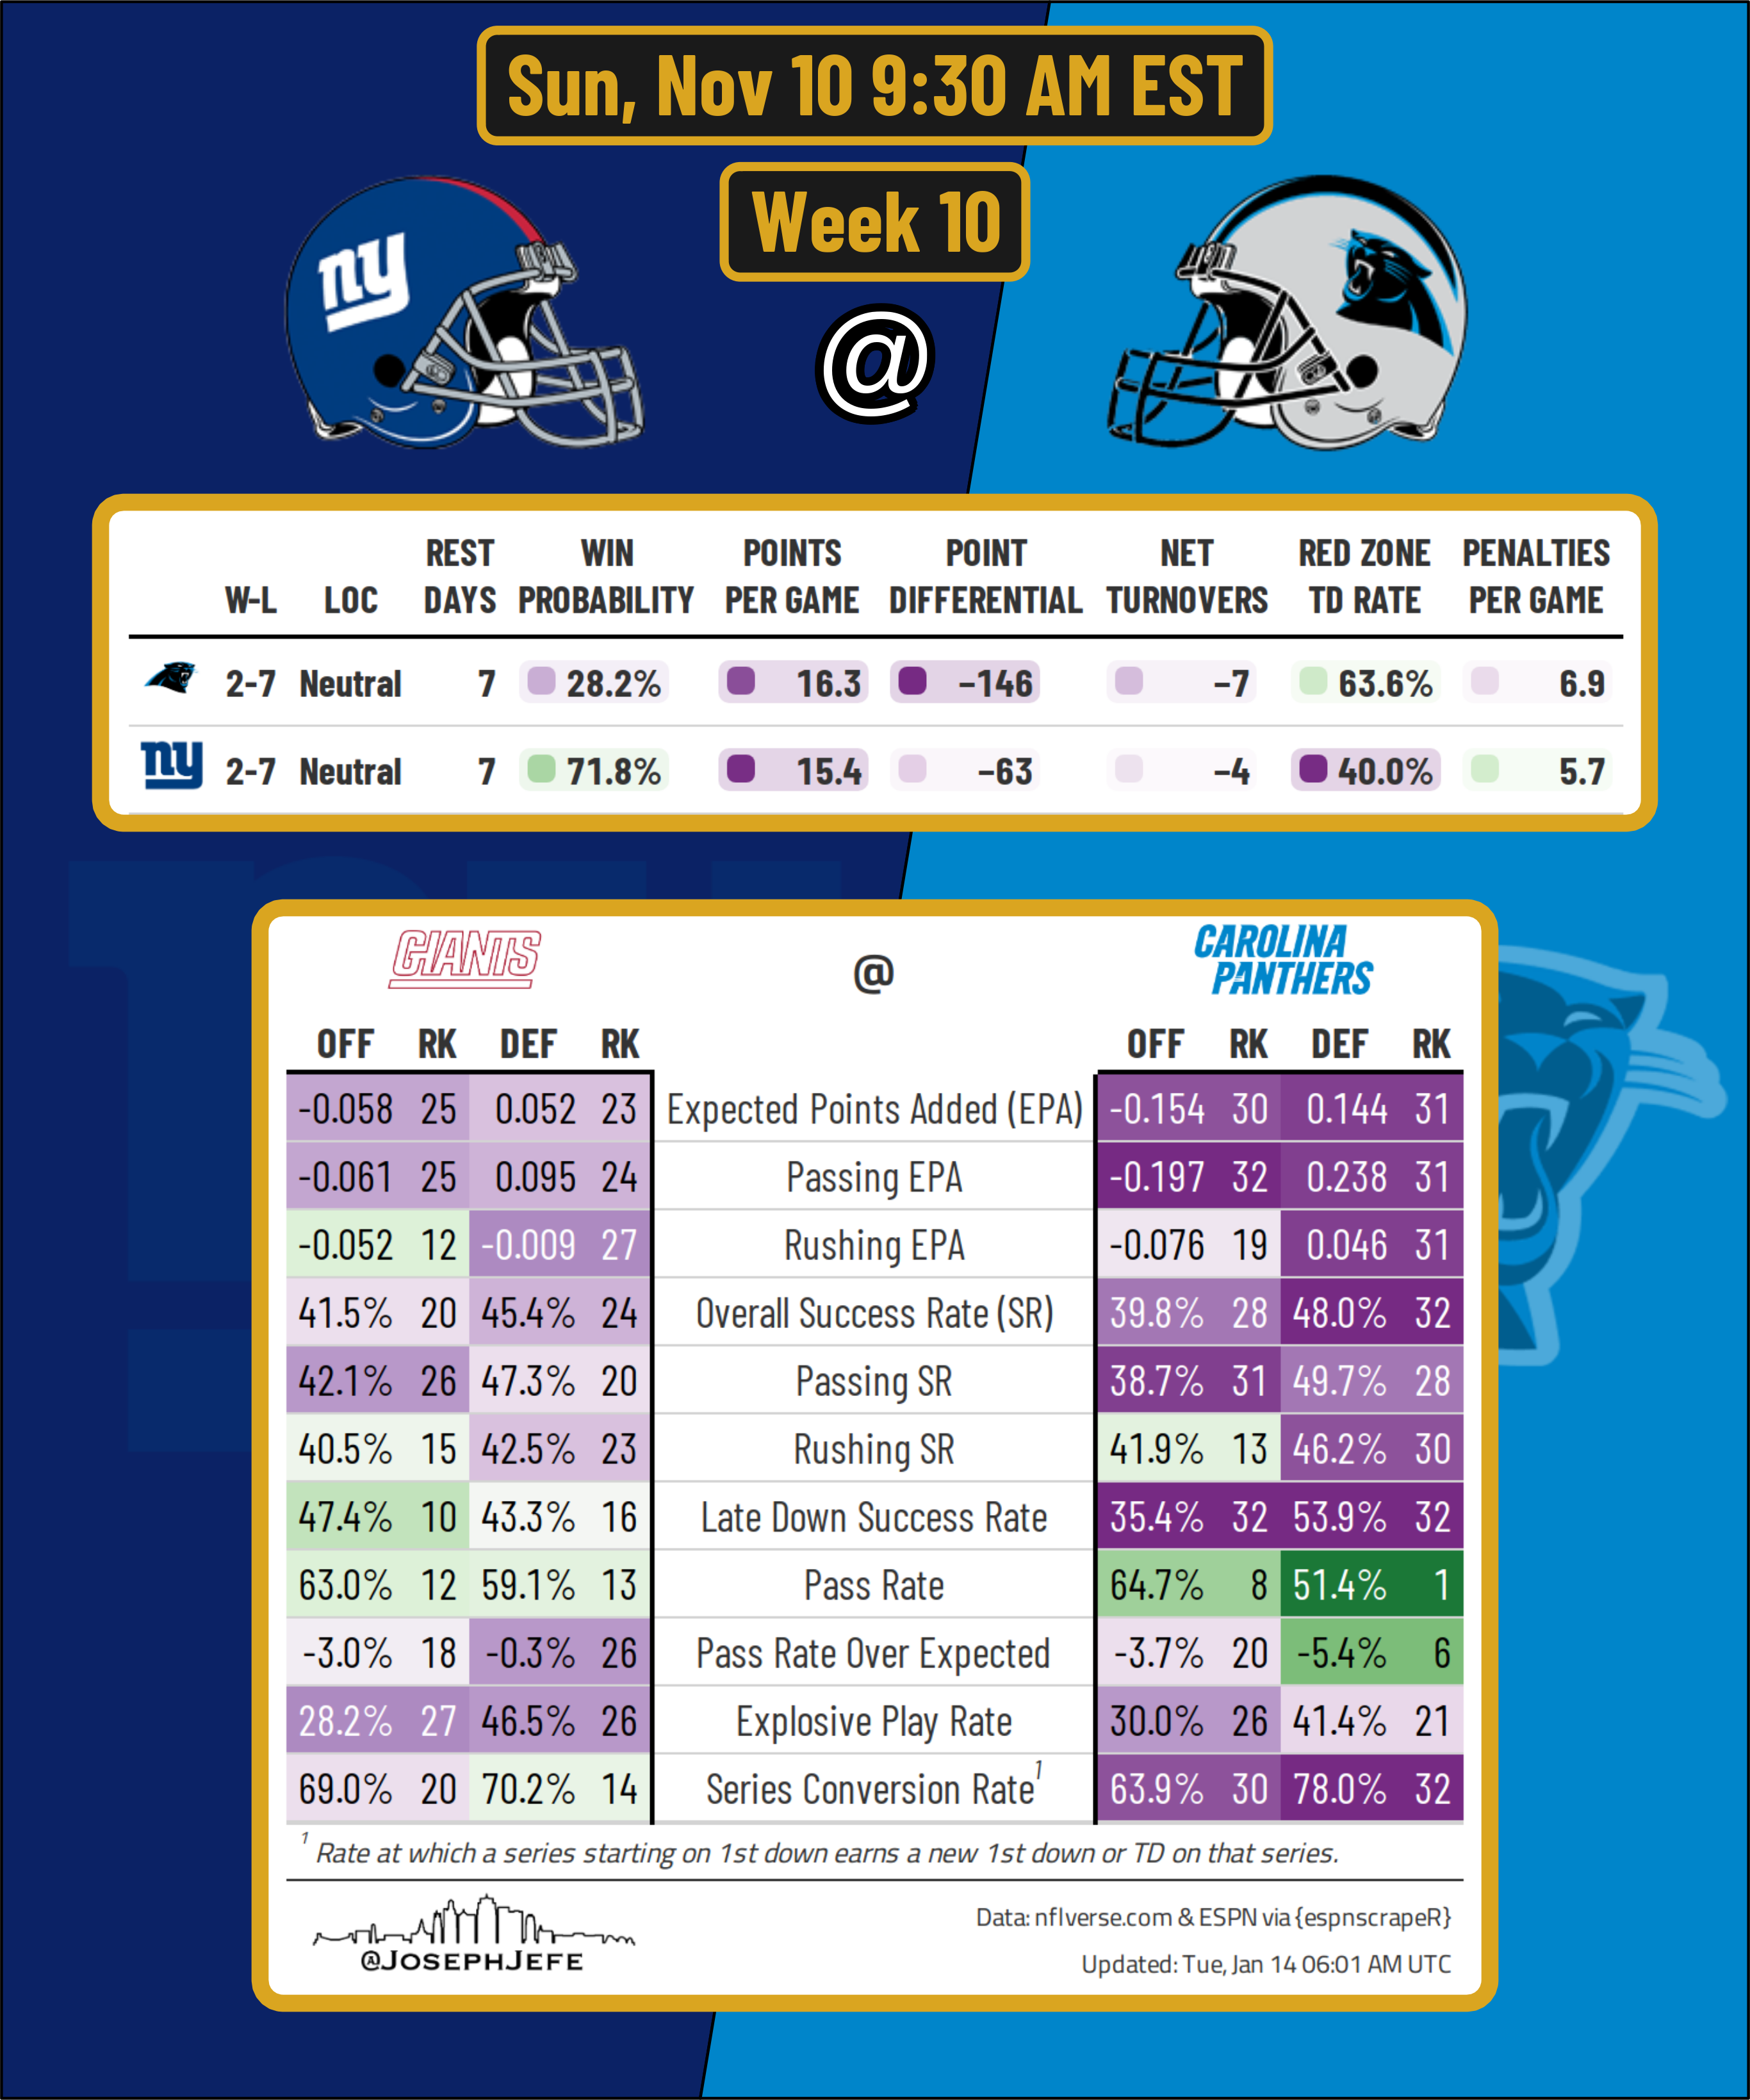 Sun, Nov 10 9:30 AM EST
Week 10
ny
@
REST WIN POINTS POINT NET RED ZONE PENALTIES
W-L LOC DAYS PROBABILITY PER GAME DIFFERENTIAL TURNOVERS TD RATE PER GAME
2-7 Neutral 7 28.2% 16.3 −146 −7 63.6% 6.9
ny 2-7 Neutral 7 71.8% 15.4 −63 −4 40.0% 5.7
GIANTS @ CAROLINA
PANTHERS
OFF RK DEF RK OFF RK DEF RK
-0.058 25 0.052 23 Expected Points Added (EPA) -0.154 30 0.144 31
-0.061 25 0.095 24 Passing EPA -0.197 32 0.238 31
-0.052 12 -0.009 27 Rushing EPA -0.076 19 0.046 31
41.5% 20 45.4% 24 Overall Success Rate (SR) 39.8% 28 48.0% 32
42.1% 26 47.3% 20 Passing SR 38.7% 31 49.7% 28
40.5% 15 42.5% 23 Rushing SR 41.9% 13 46.2% 30
47.4% 10 43.3% 16 Late Down Success Rate 35.4% 32 53.9% 32
63.0% 12 59.1% 13 Pass Rate 64.7% 8 51.4% 1
-3.0% 18 -0.3% 26 Pass Rate Over Expected -3.7% 20 -5.4% 6
28.2% 27 46.5% 26 Explosive Play Rate 30.0% 26 41.4% 21
69.0% 20 70.2% 14 Series Conversion Rate1 63.9% 30 78.0% 32
1 Rate at which a series starting on 1st down earns a new 1st down or TD on that series.
@JosephJefe
Data: nflverse.com & ESPN via {espnscrapeR}
Updated: Tue, Jan 14 06:01 AM UTC